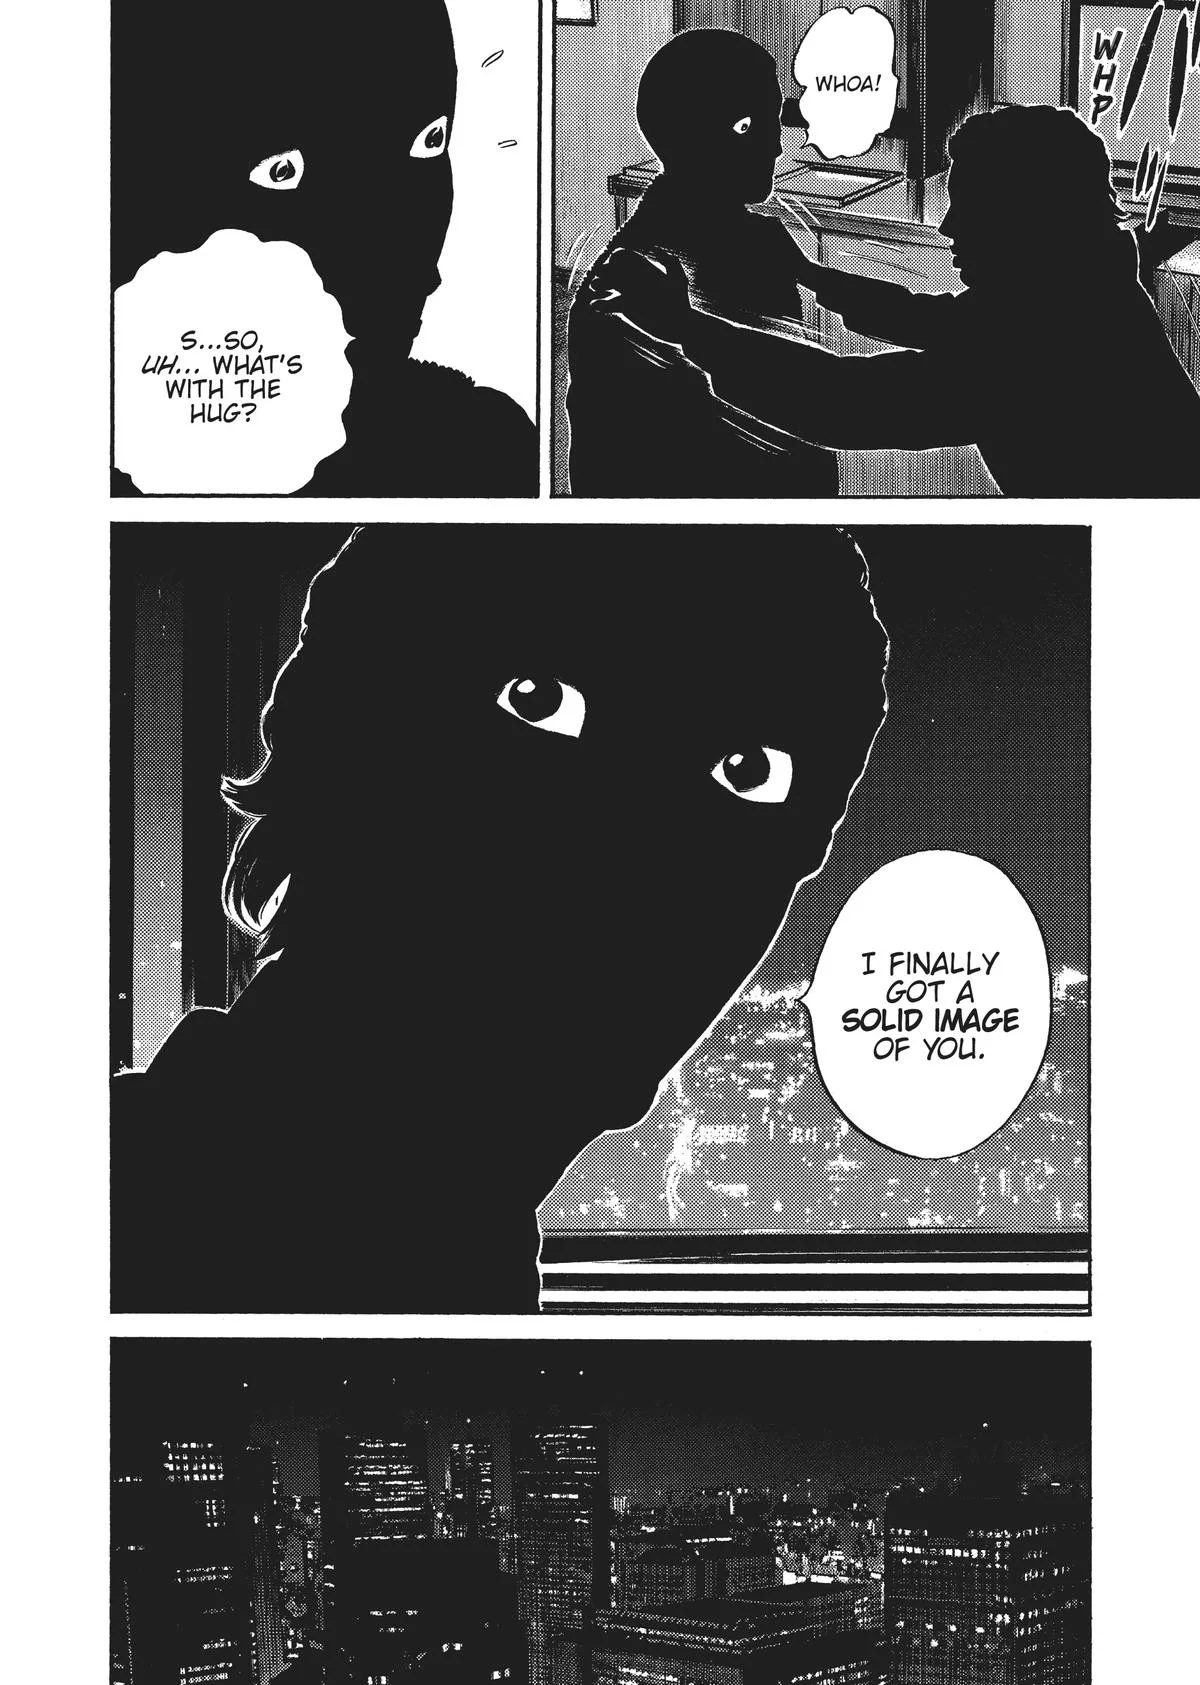 WHP
WHOA!
S...SO,
UH... WHAT'S
WITH THE
HUG?
I FINALLY
GOT A
SOLID IMAGE
OF YOU.